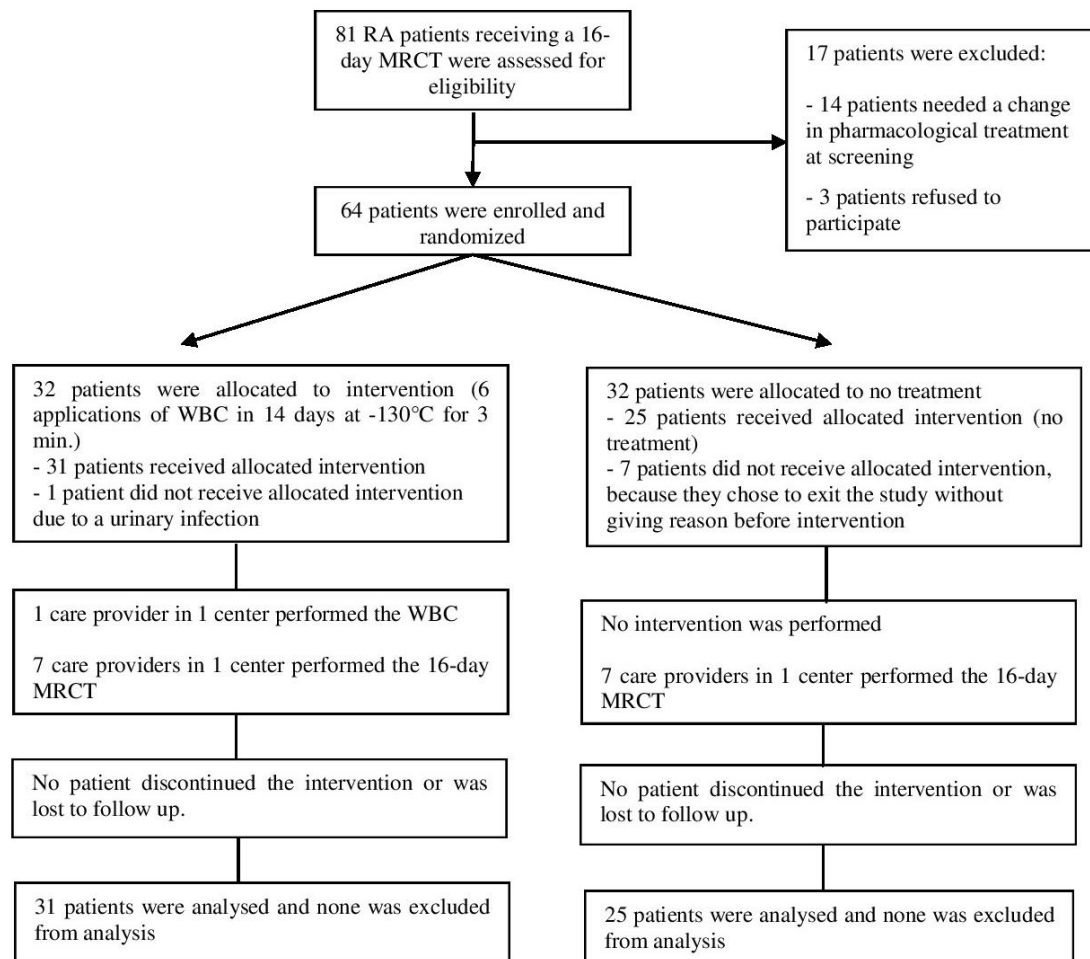 81 RA patients receiving a 16-
day MRCT were assessed for
eligibility
17 patients were excluded:
- 14 patients needed a change
in pharmacological treatment
at screening
- 3 patients refused to
participate
64 patients were enrolled and
randomized
32 patients were allocated to intervention (6
applications of WBC in 14 days at -130°C for 3
min.)
- 31 patients received allocated intervention
- 1 patient did not receive allocated intervention
due to a urinary infection
32 patients were allocated to no treatment
- 25 patients received allocated intervention (no
treatment)
- 7 patients did not receive allocated intervention,
because they chose to exit the study without
giving reason before intervention
1 care provider in 1 center performed the WBC
7 care providers in 1 center performed the 16-day
MRCT
No intervention was performed
7 care providers in 1 center performed the 16-day
MRCT
No patient discontinued the intervention or was
lost to follow up.
No patient discontinued the intervention or was
lost to follow up.
31 patients were analysed and none was excluded
from analysis
25 patients were analysed and none was excluded
from analysis